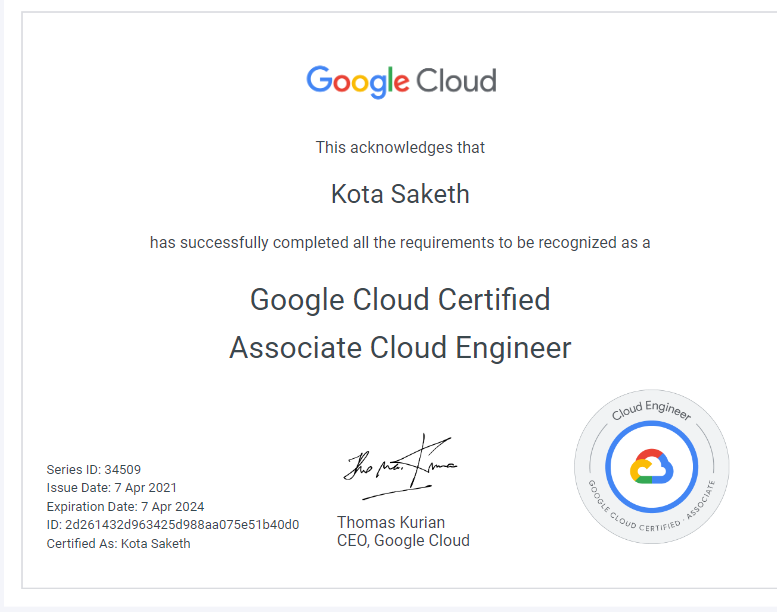 Google Cloud
This acknowledges that
Kota Saketh
has successfully completed all the requirements to be recognized as a
Google Cloud Certified
Associate Cloud Engineer
Series ID: 34509
Issue Date: 7 Apr 2021
Expiration Date: 7 Apr 2024
ID: 2d261432d963425d988aa075e51b40d0
Certified As: Kota Saketh
Thomas Kurian
CEO, Google Cloud
Cloud Engineer
GOOGLE CLOUD CERTIFIED · ASSOCIATE